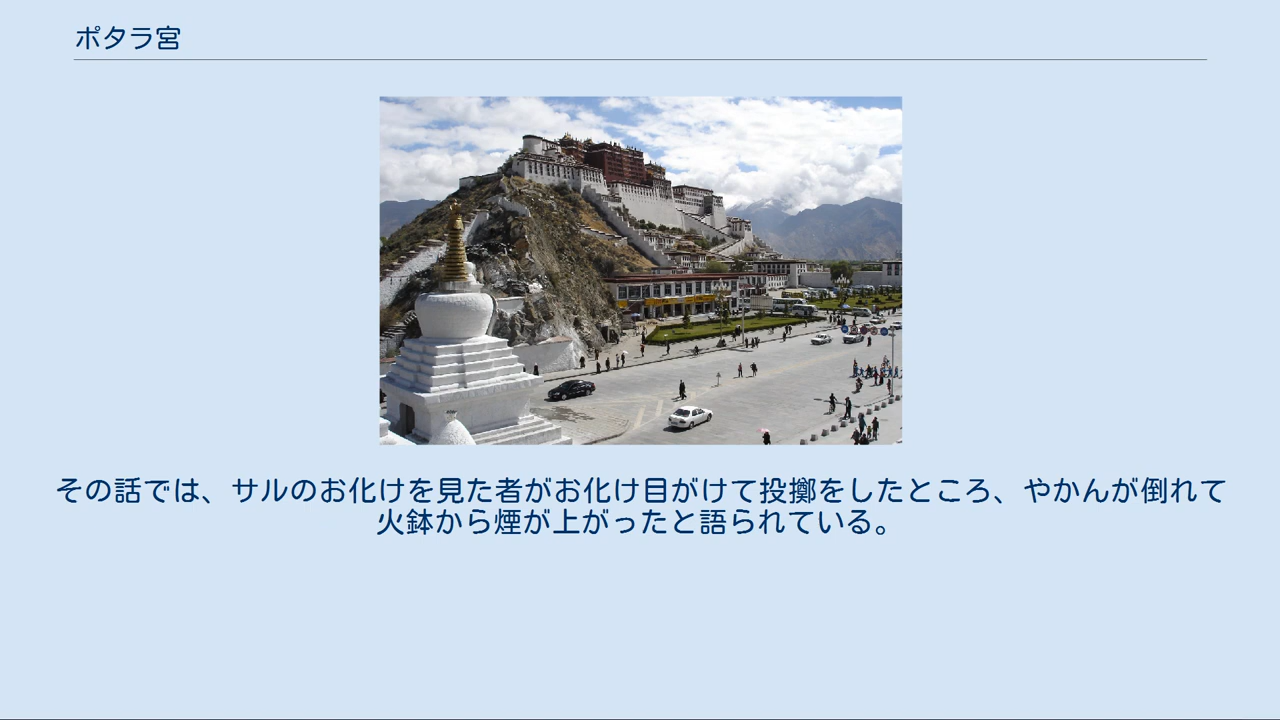 ポタラ宮
その話では、サルのお化けを見た者がお化け目がけて投擲をしたところ、やかんが倒れて
火鉢から煙が上がったと語られている。